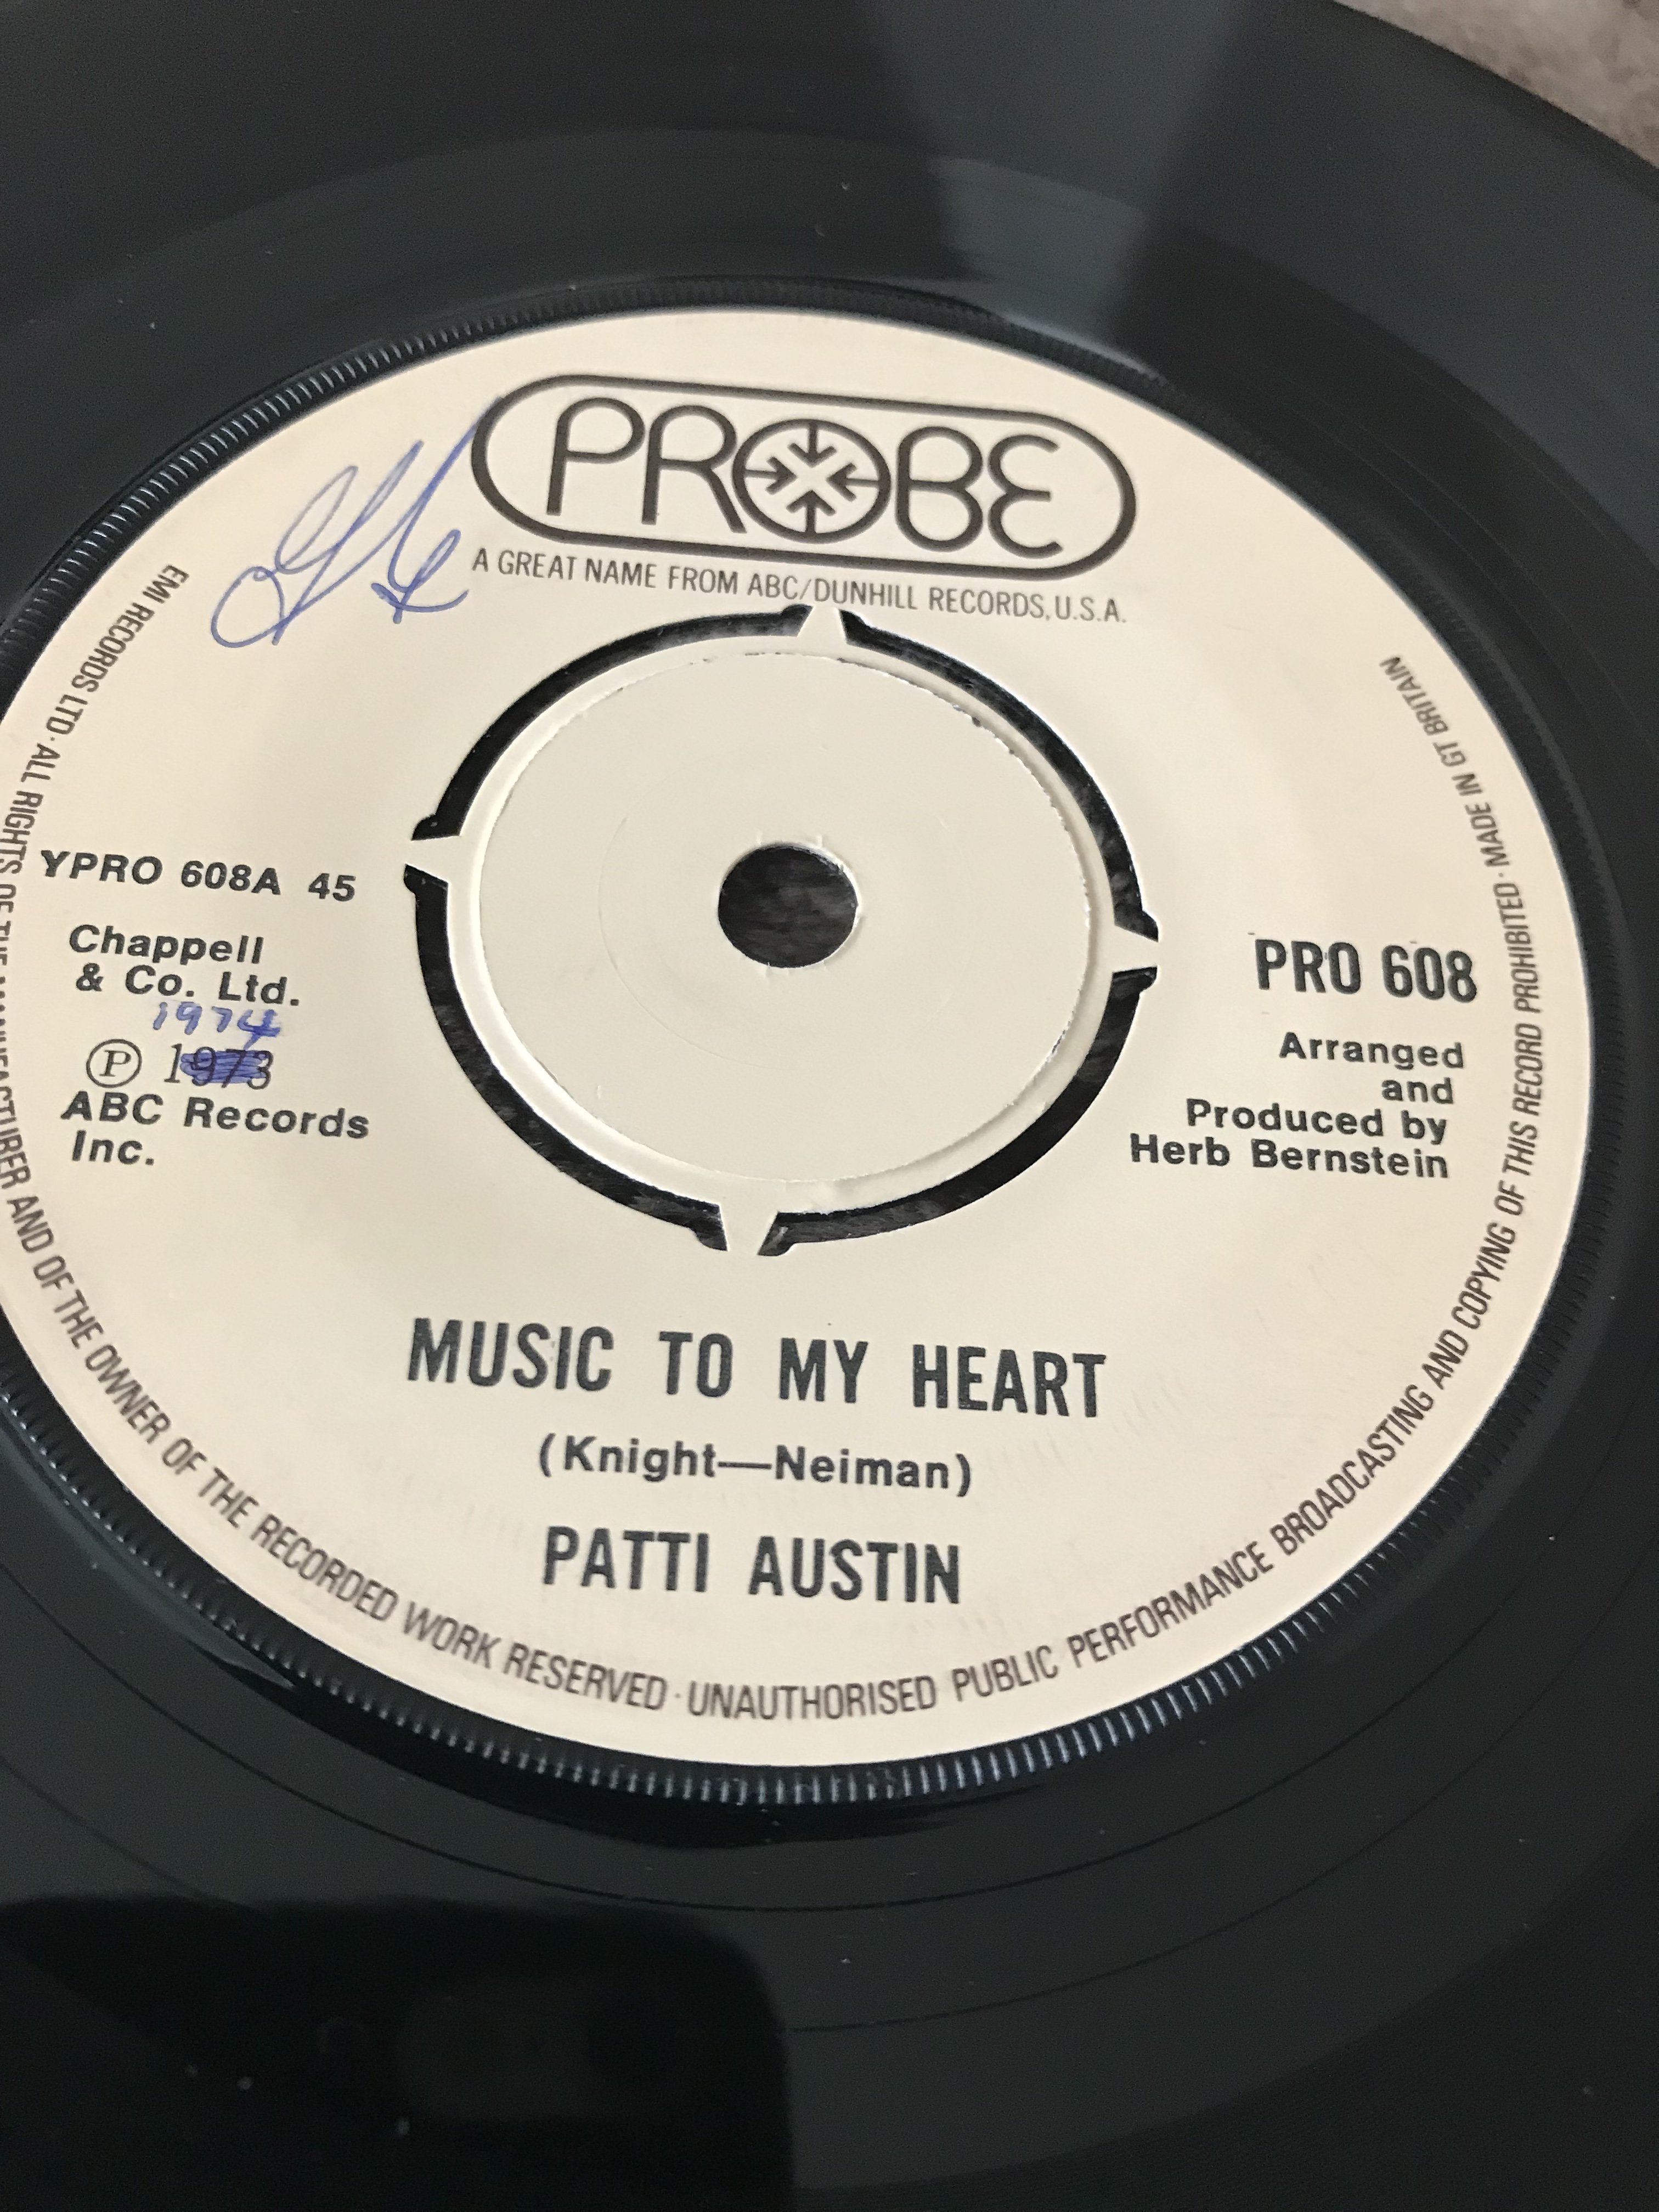 PROBE
A GREAT NAME FROM ABC/DUNHILL RECORDS, U.S.A.
EMI RECORDS LTD · ALL RIGHTS OF THE MANUFACTURER AND OF THE OWNER OF THE RECORDED WORK RESERVED · UNAUTHORISED PUBLIC PERFORMANCE BROADCASTING AND COPYING OF THIS RECORD PROHIBITED · MADE IN GT BRITAIN
YPRO 608A 45
Chappell
& Co. Ltd.
1974
Ⓟ 1973
ABC Records
Inc.
PRO 608
Arranged
and
Produced by
Herb Bernstein
MUSIC TO MY HEART
(Knight—Neiman)
PATTI AUSTIN